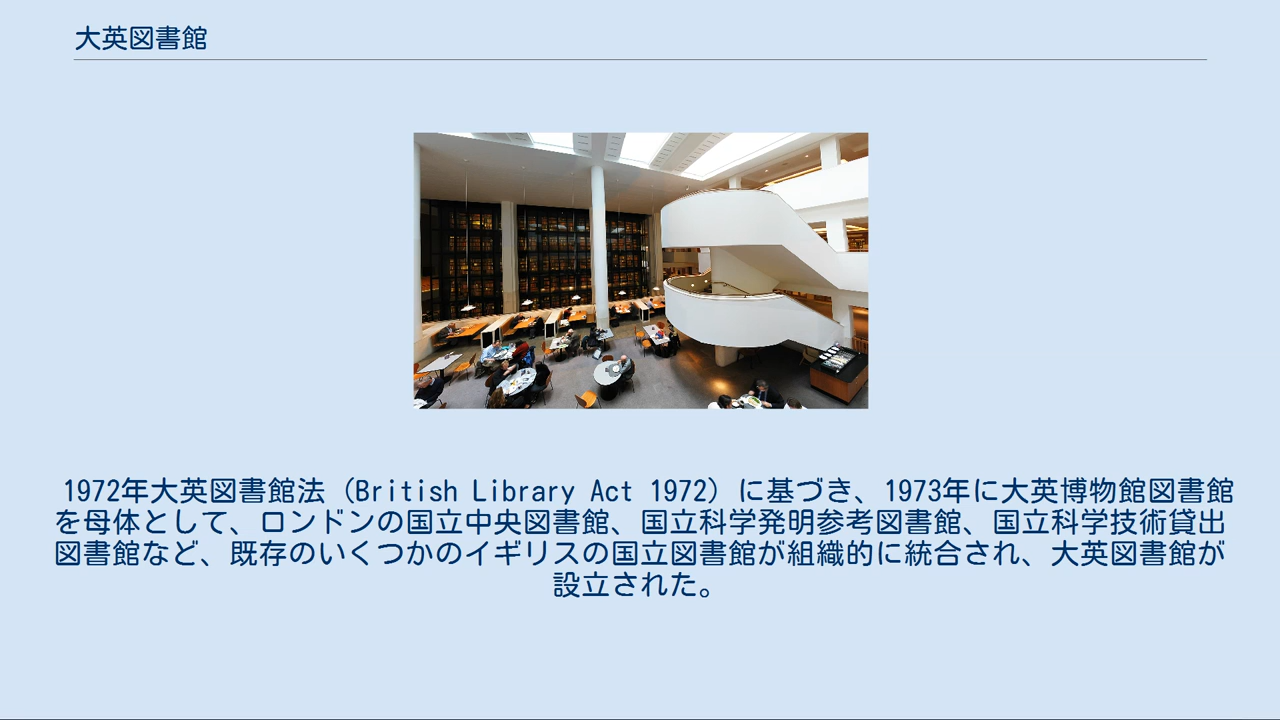 大英図書館
1972年大英図書館法（British Library Act 1972）に基づき、1973年に大英博物館図書館
を母体として、ロンドンの国立中央図書館、国立科学発明参考図書館、国立科学技術貸出
図書館など、既存のいくつかのイギリスの国立図書館が組織的に統合され、大英図書館が
設立された。